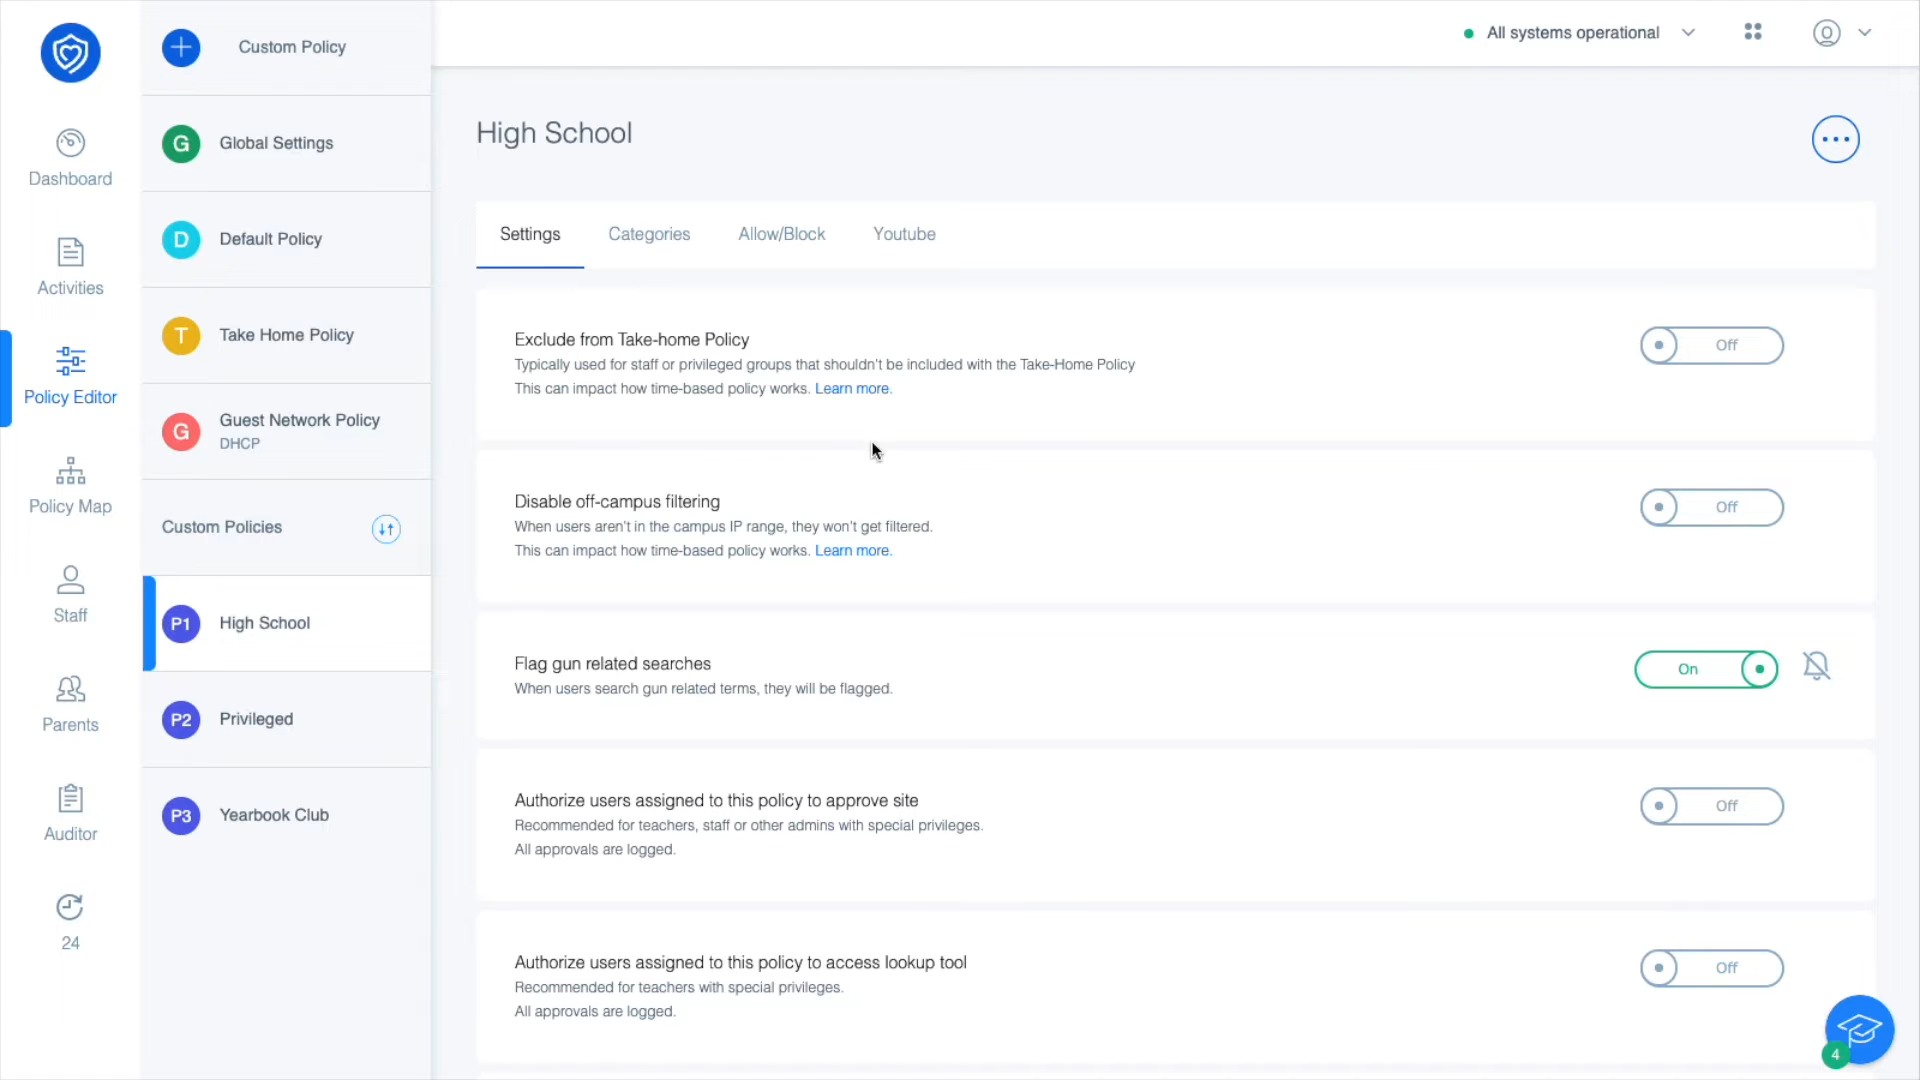 Dashboard
Activities
Policy Editor
Policy Map
Staff
Parents
Auditor
24
Custom Policy
G Global Settings
D Default Policy
T Take Home Policy
G Guest Network Policy
DHCP
Custom Policies
P1 High School
P2 Privileged
P3 Yearbook Club
All systems operational
High School
Settings Categories Allow/Block Youtube
Exclude from Take-home Policy
Typically used for staff or privileged groups that shouldn't be included with the Take-Home Policy
This can impact how time-based policy works. Learn more.
Off
Disable off-campus filtering
When users aren't in the campus IP range, they won't get filtered.
This can impact how time-based policy works. Learn more.
Off
Flag gun related searches
When users search gun related terms, they will be flagged.
On
Authorize users assigned to this policy to approve site
Recommended for teachers, staff or other admins with special privileges.
All approvals are logged.
Off
Authorize users assigned to this policy to access lookup tool
Recommended for teachers with special privileges.
All approvals are logged.
Off
4